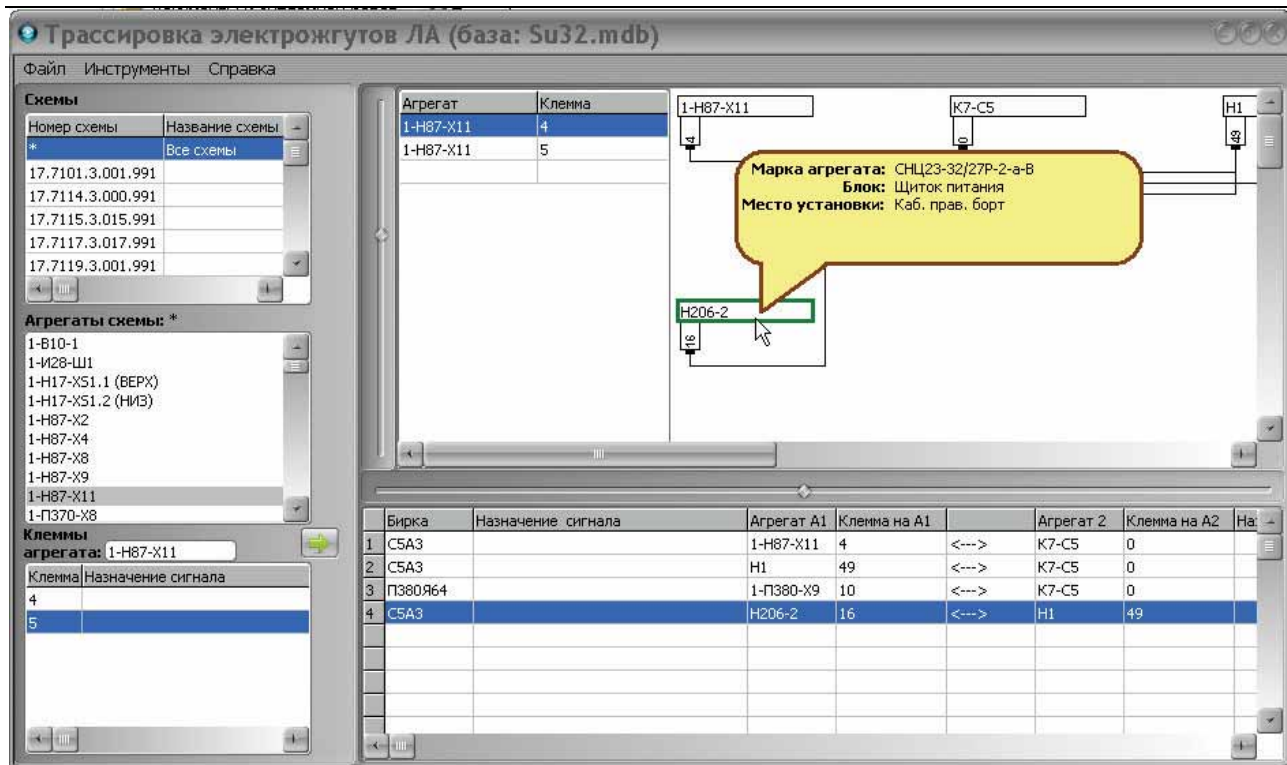 Трассировка электрожгутов ЛА (база: Su32.mdb)
Файл Инструменты Справка
Схемы
Номер схемы Название схемы
* Все схемы
17.7101.3.001.991
17.7114.3.000.991
17.7115.3.015.991
17.7117.3.017.991
17.7119.3.001.991
Агрегаты схемы: *
1-В10-1
1-И28-Ш1
1-Н17-XS1.1 (ВЕРХ)
1-Н17-XS1.2 (НИЗ)
1-Н87-Х2
1-Н87-Х4
1-Н87-Х8
1-Н87-Х9
1-Н87-Х11
1-П370-Х8
Клеммы
агрегата: 1-Н87-Х11
Клемма Назначение сигнала
4
5
Агрегат Клемма
1-Н87-Х11 4
1-Н87-Х11 5
1-Н87-Х11 К7-С5 Н1
4 0 49
Марка агрегата: СНЦ23-32/27Р-2-а-В
Блок: Щиток питания
Место установки: Каб. прав. борт
Н206-2
16
Бирка Назначение сигнала Агрегат А1 Клемма на А1 Агрегат 2 Клемма на А2 На
1 С5А3 1-Н87-Х11 4 <---> К7-С5 0
2 С5А3 Н1 49 <---> К7-С5 0
3 П380Я64 1-П380-Х9 10 <---> К7-С5 0
4 С5А3 Н206-2 16 <---> Н1 49